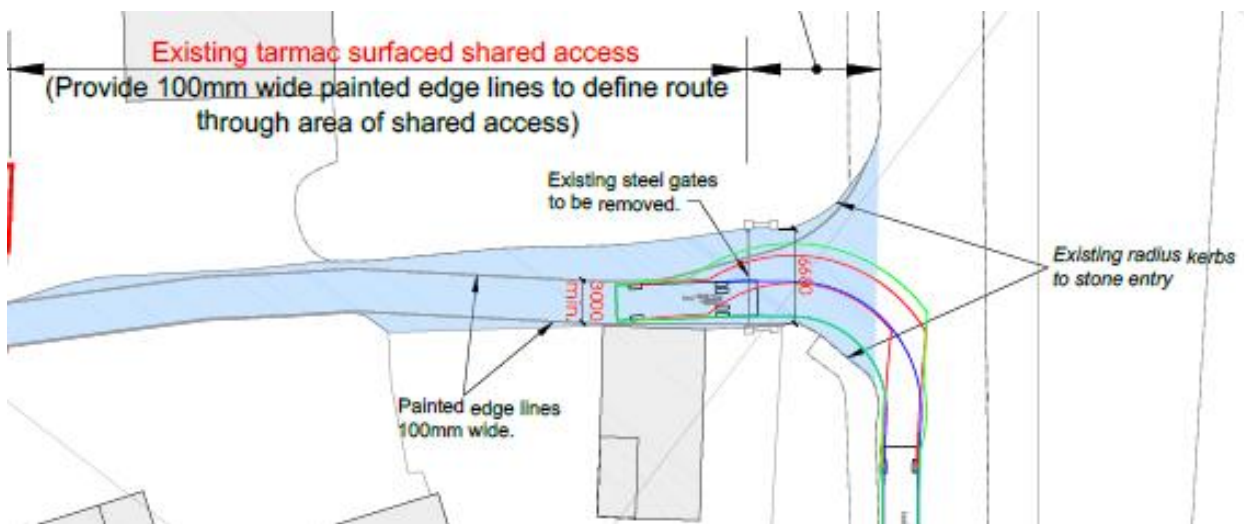 Existing tarmac surfaced shared access
(Provide 100mm wide painted edge lines to define route
through area of shared access)
Existing steel gates
to be removed.
Existing radius kerbs
to stone entry
6690
3000
min.
Painted edge lines
100mm wide.